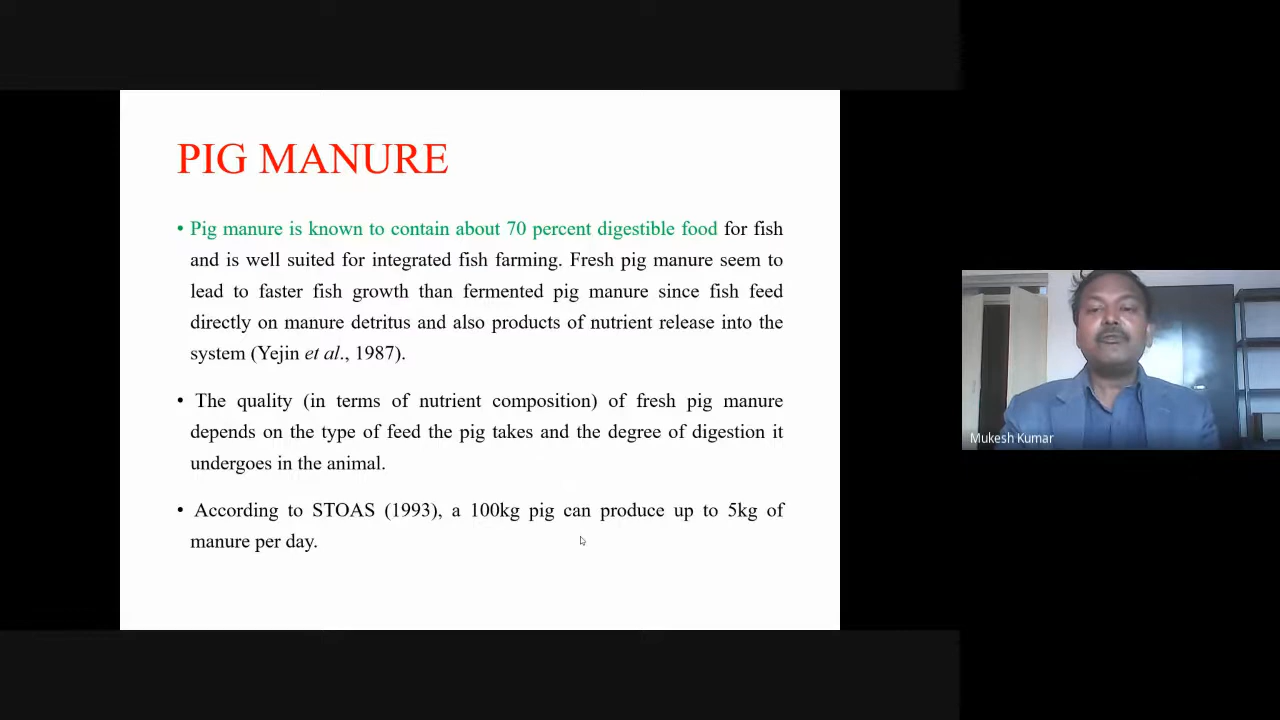 PIG MANURE
• Pig manure is known to contain about 70 percent digestible food for fish
and is well suited for integrated fish farming. Fresh pig manure seem to
lead to faster fish growth than fermented pig manure since fish feed
directly on manure detritus and also products of nutrient release into the
system (Yejin et al., 1987).
• The quality (in terms of nutrient composition) of fresh pig manure
depends on the type of feed the pig takes and the degree of digestion it
undergoes in the animal.
• According to STOAS (1993), a 100kg pig can produce up to 5kg of
manure per day.
Mukesh Kumar